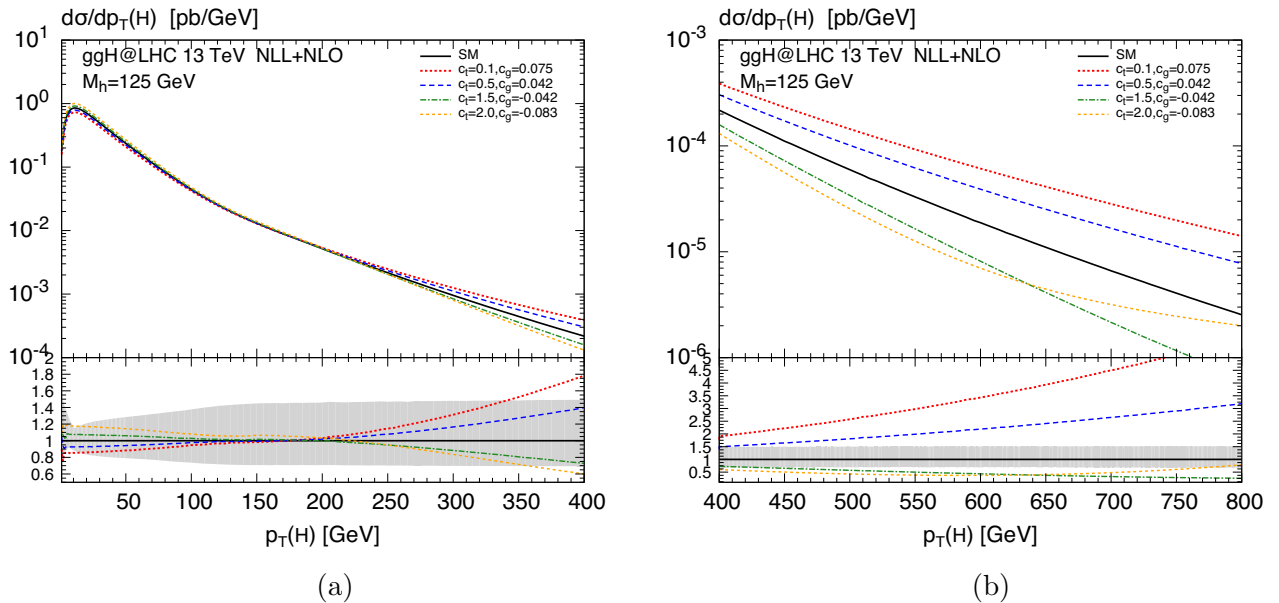 dσ/dp_T(H) [pb/GeV]
10^1
ggH@LHC 13 TeV NLL+NLO
M_h=125 GeV
SM
c_t=0.1,c_g=0.075
c_t=0.5,c_g=0.042
c_t=1.5,c_g=-0.042
c_t=2.0,c_g=-0.083
10^0
10^-1
10^-2
10^-3
10^-4
1.8
1.6
1.4
1.2
1
0.8
0.6
50 100 150 200 250 300 350 400
p_T(H) [GeV]
(a)
dσ/dp_T(H) [pb/GeV]
10^-3
ggH@LHC 13 TeV NLL+NLO
M_h=125 GeV
SM
c_t=0.1,c_g=0.075
c_t=0.5,c_g=0.042
c_t=1.5,c_g=-0.042
c_t=2.0,c_g=-0.083
10^-4
10^-5
10^-6
5
4.5
4
3.5
3
2.5
2
1.5
1
0.5
400 450 500 550 600 650 700 750 800
p_T(H) [GeV]
(b)